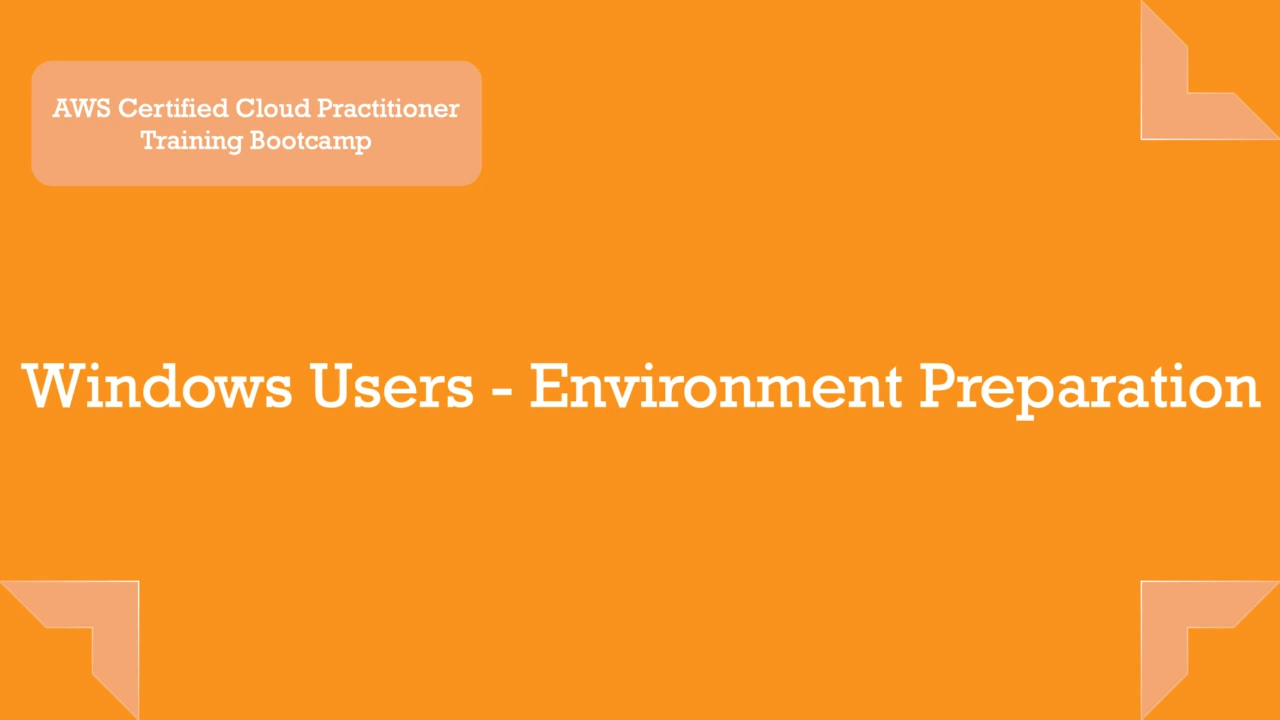 AWS Certified Cloud Practitioner
Training Bootcamp
Windows Users - Environment Preparation